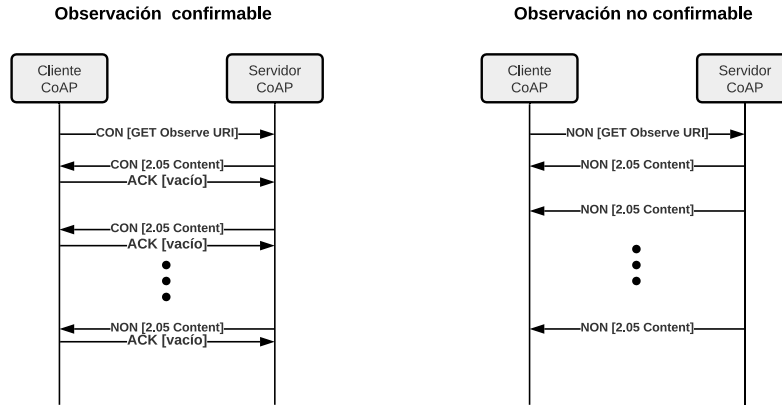 Observación confirmable
Cliente
CoAP
Servidor
CoAP
CON [GET Observe URI]
CON [2.05 Content]
ACK [vacío]
CON [2.05 Content]
ACK [vacío]
NON [2.05 Content]
ACK [vacío]
Observación no confirmable
Cliente
CoAP
Servidor
CoAP
NON [GET Observe URI]
NON [2.05 Content]
NON [2.05 Content]
NON [2.05 Content]